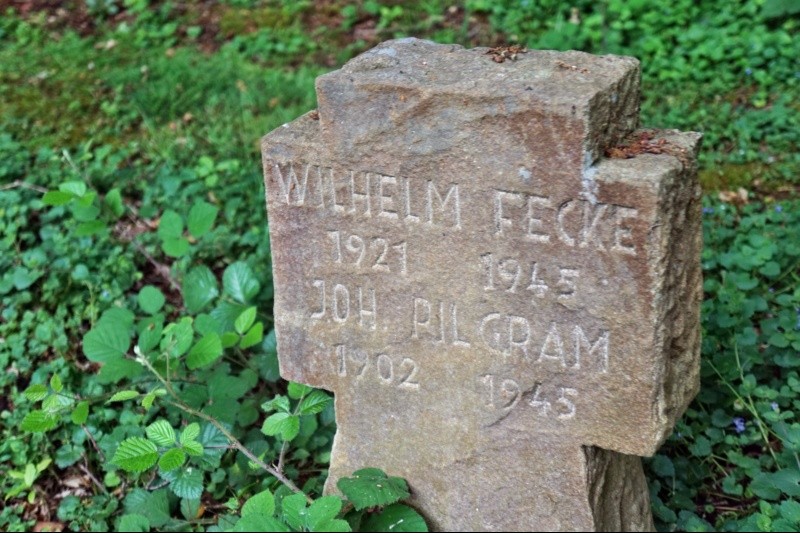 WILHELM FECKE
1921 1945
JOH. PILGRAM
1902 1945